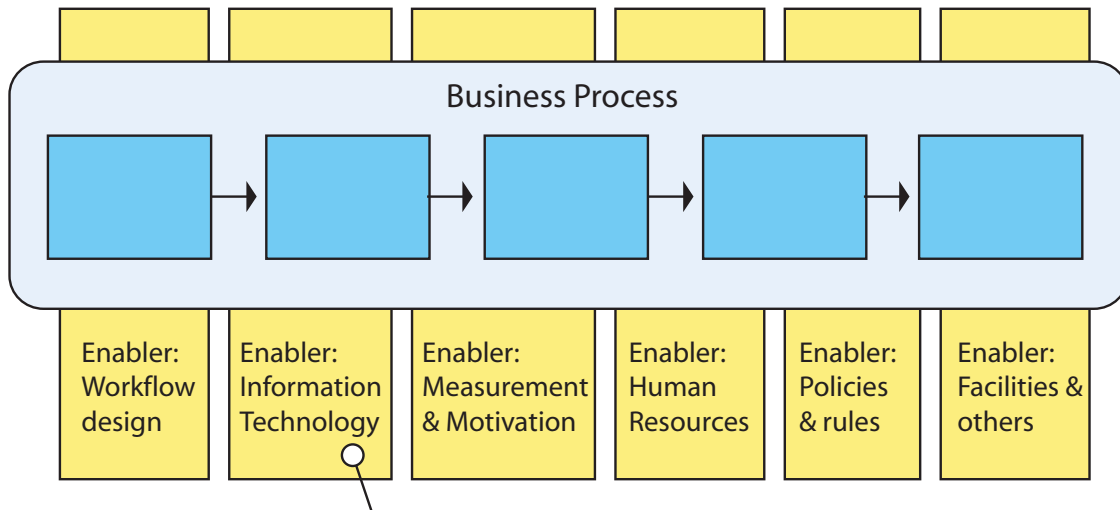 Business Process
Enabler:
Workflow
design
Enabler:
Information
Technology
Enabler:
Measurement
& Motivation
Enabler:
Human
Resources
Enabler:
Policies
& rules
Enabler:
Facilities &
others